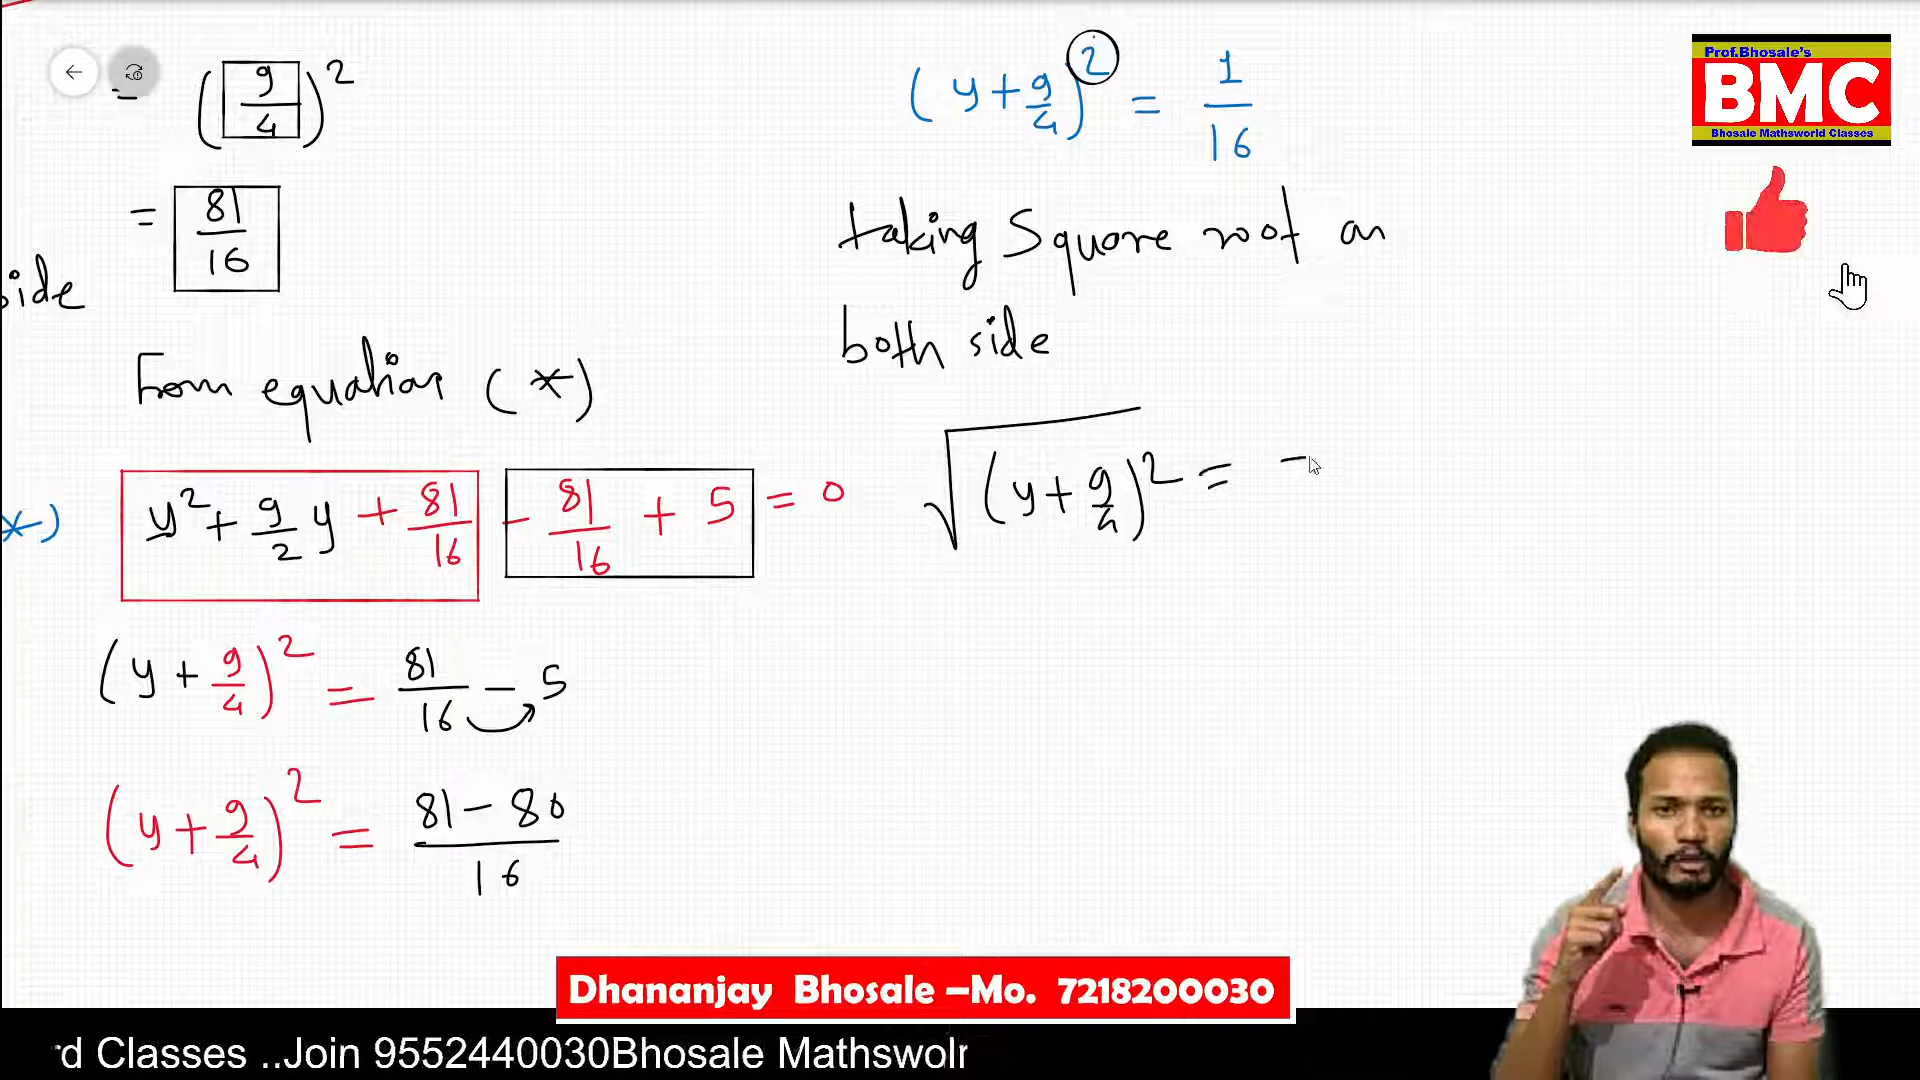 = (9/4)²
= 81/16
side
From equation (*)
*)
y² + 9/2 y + 81/16 - 81/16 + 5 = 0
(y + 9/4)² = 81/16 - 5
(y + 9/4)² = 81 - 80 / 16
(y + 9/4)² = 1/16
taking Square root on
both side
√(y + 9/4)² =
Prof.Bhosale's
BMC
Bhosale Mathsworld Classes
Dhananjay Bhosale –Mo. 7218200030
d Classes ..Join 9552440030Bhosale Mathswolr